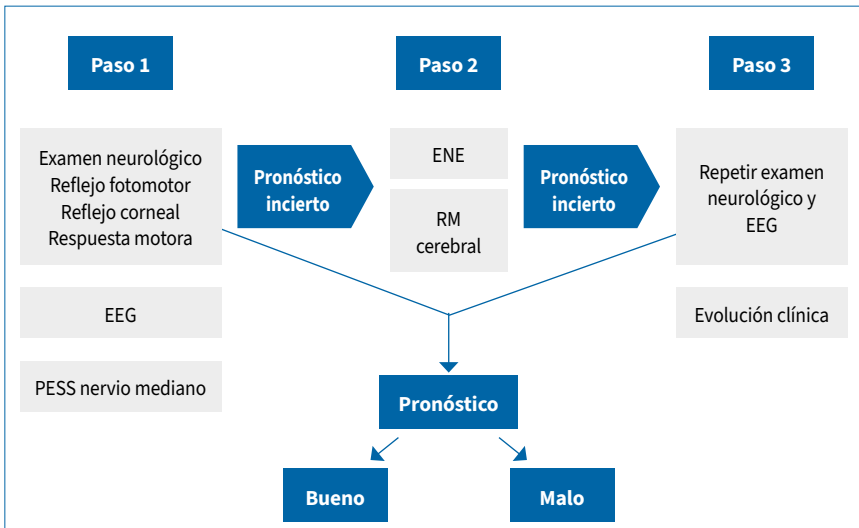 Paso 1
Paso 2
Paso 3
Examen neurológico
Reflejo fotomotor
Reflejo corneal
Respuesta motora
EEG
PESS nervio mediano
Pronóstico
incierto
ENE
RM
cerebral
Pronóstico
incierto
Repetir examen
neurológico y
EEG
Evolución clínica
Pronóstico
Bueno
Malo